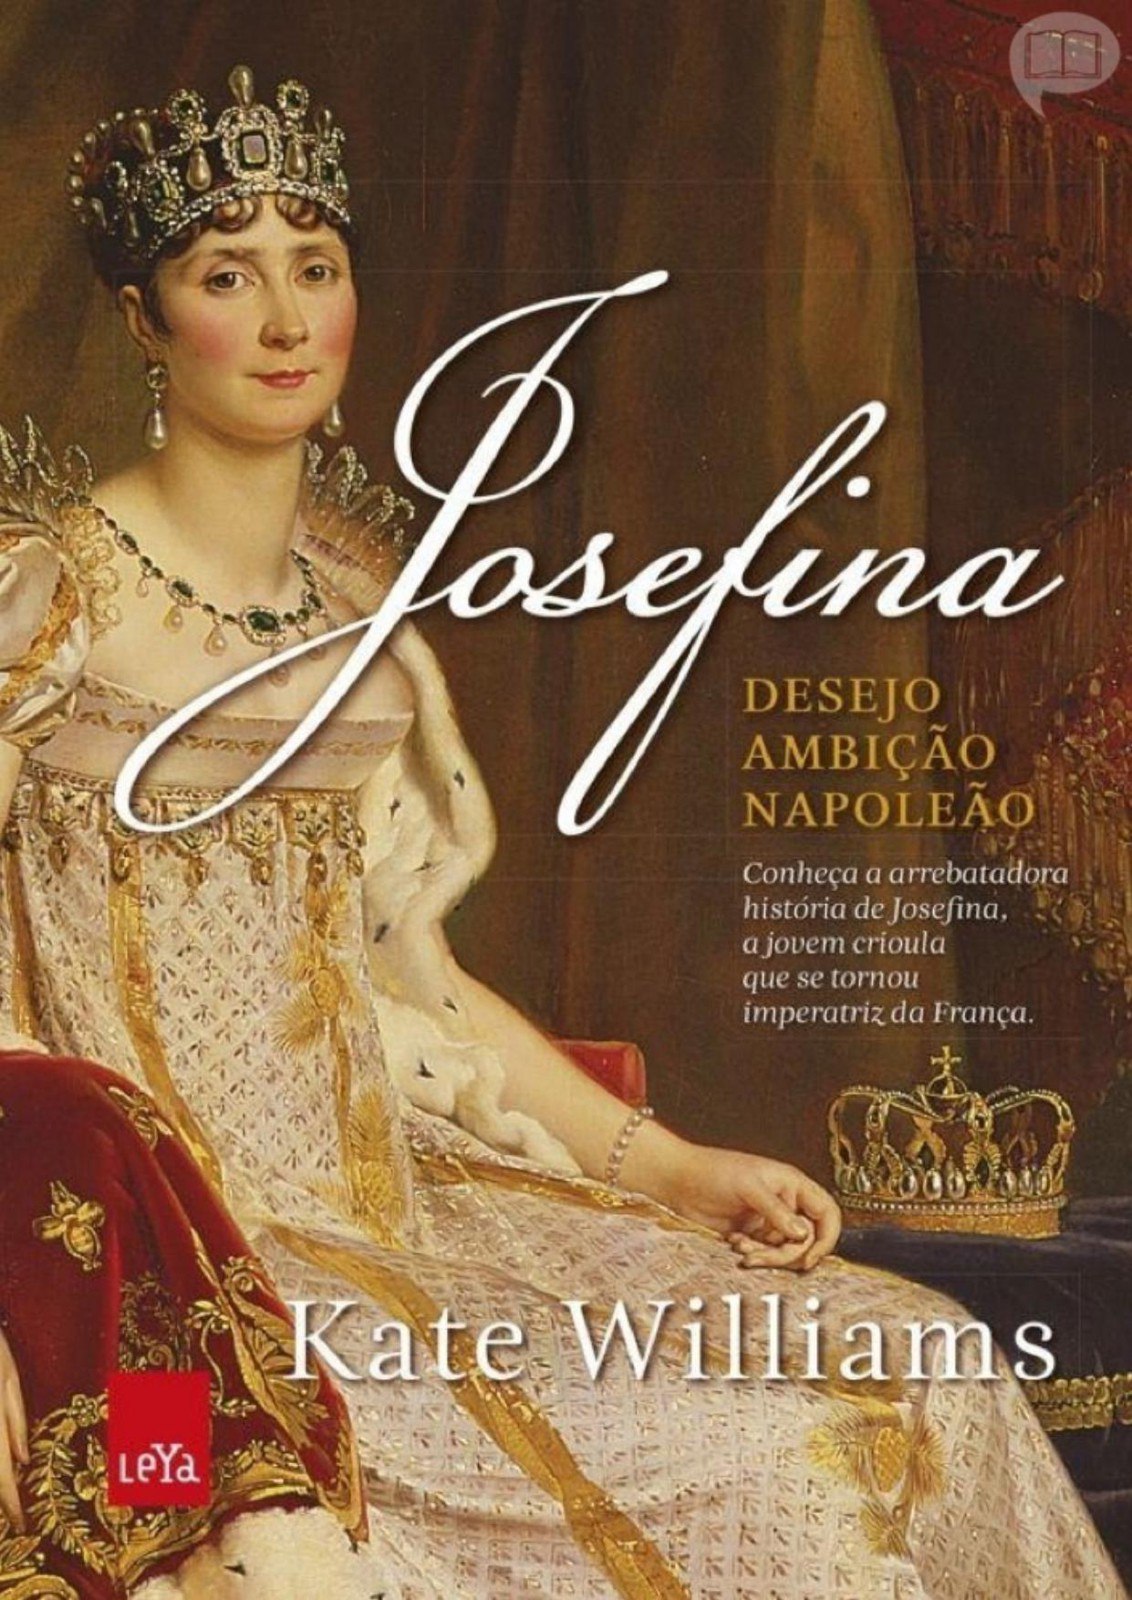 Josefina
DESEJO
AMBIÇÃO
NAPOLEÃO
Conheça a arrebatadora
história de Josefina,
a jovem crioula
que se tornou
imperatriz da França.
Kate Williams
LeYa